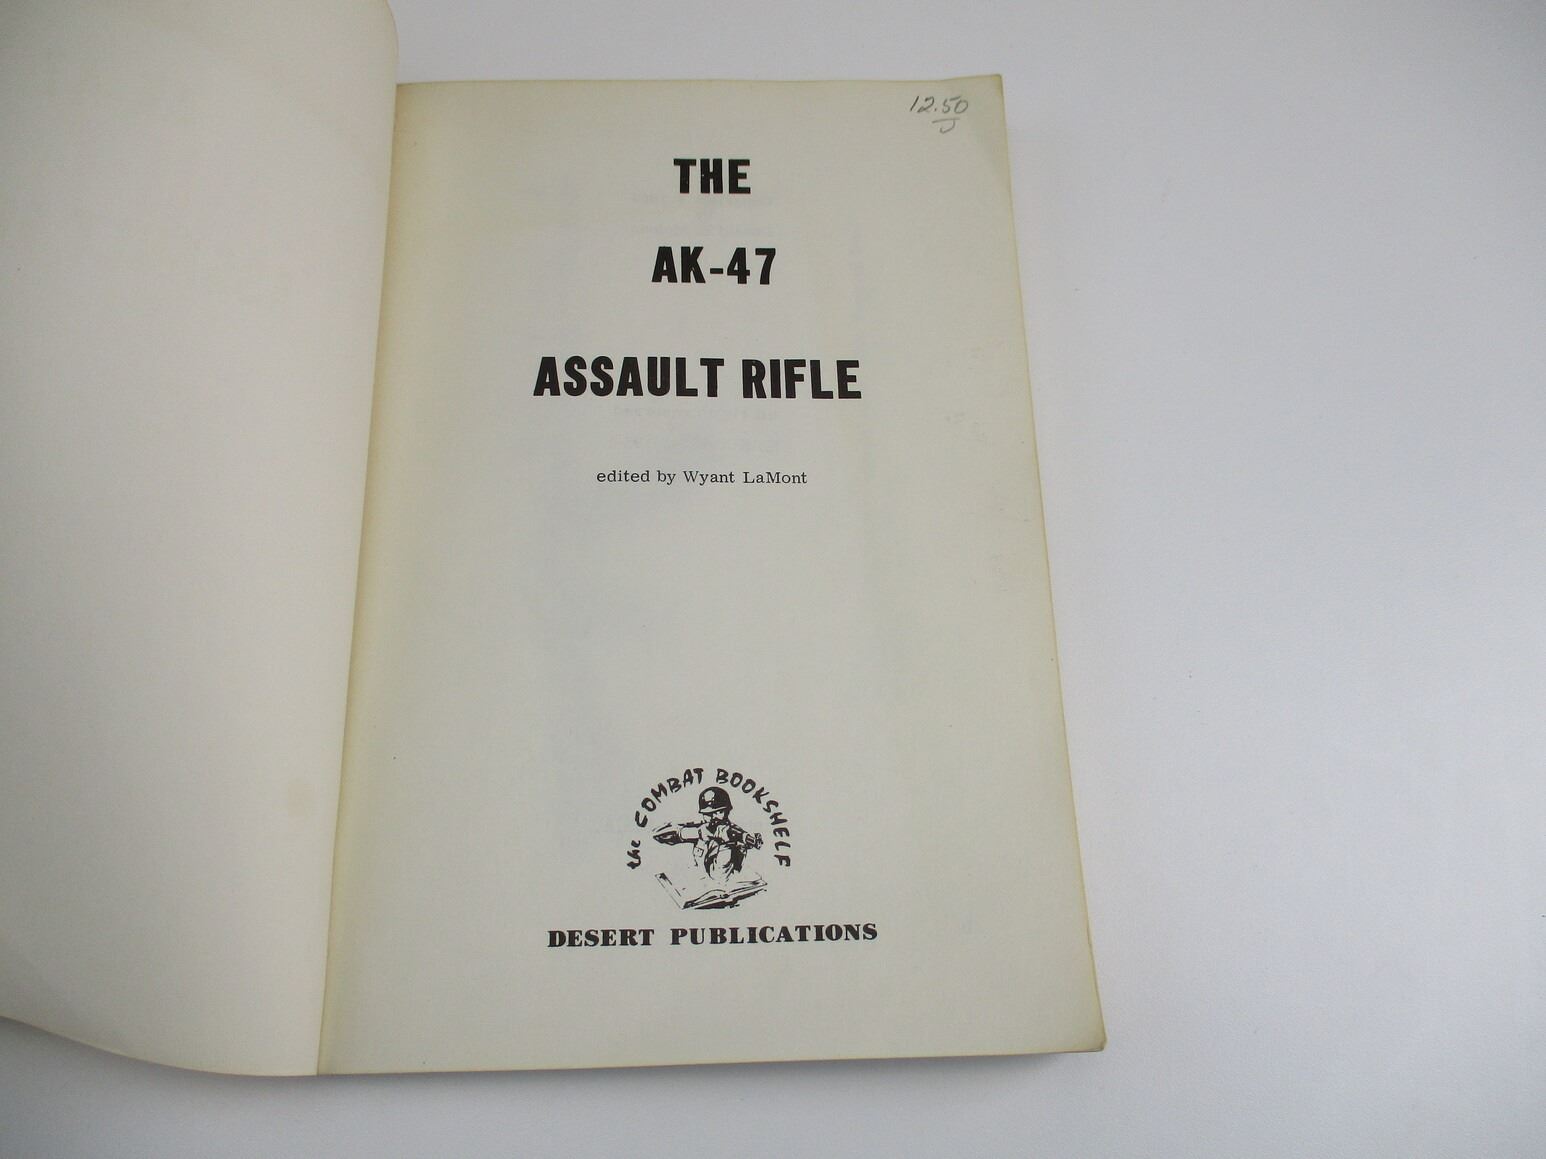 12.50
J
THE
AK-47
ASSAULT RIFLE
edited by Wyant LaMont
the COMBAT BOOKSHELF
DESERT PUBLICATIONS